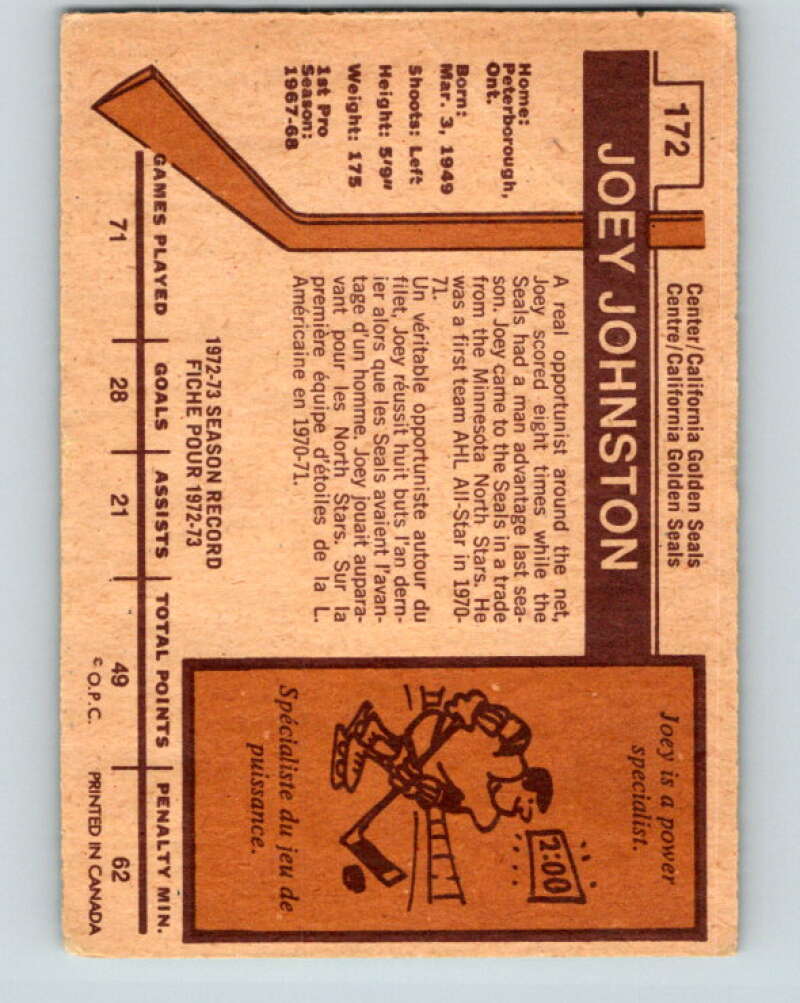 172
JOEY JOHNSTON
Center/California Golden Seals
Centre/California Golden Seals
Home:
Peterborough,
Ont.
Born:
Mar. 3, 1949
Shoots: Left
Height: 5'9"
Weight: 175
1st Pro
Season:
1967-68
A real opportunist around the net,
Joey scored eight times while the
Seals had a man advantage last sea-
son. Joey came to the Seals in a trade
from the Minnesota North Stars. He
was a first team AHL All-Star in 1970-
71.
Un véritable opportuniste autour du
filet, Joey réussit huit buts l'an dern-
ier alors que les Seals avaient l'avan-
tage d'un homme. Joey jouait aupara-
vant pour les North Stars. Sur la
première équipe d'étoiles de la L.
Américaine en 1970-71.
Joey is a power
specialist.
2:00
Spécialiste du jeu de
puissance.
1972-73 SEASON RECORD
FICHE POUR 1972-73
GAMES PLAYED GOALS ASSISTS TOTAL POINTS PENALTY MIN.
71 28 21 49 62
© O.P.C. PRINTED IN CANADA